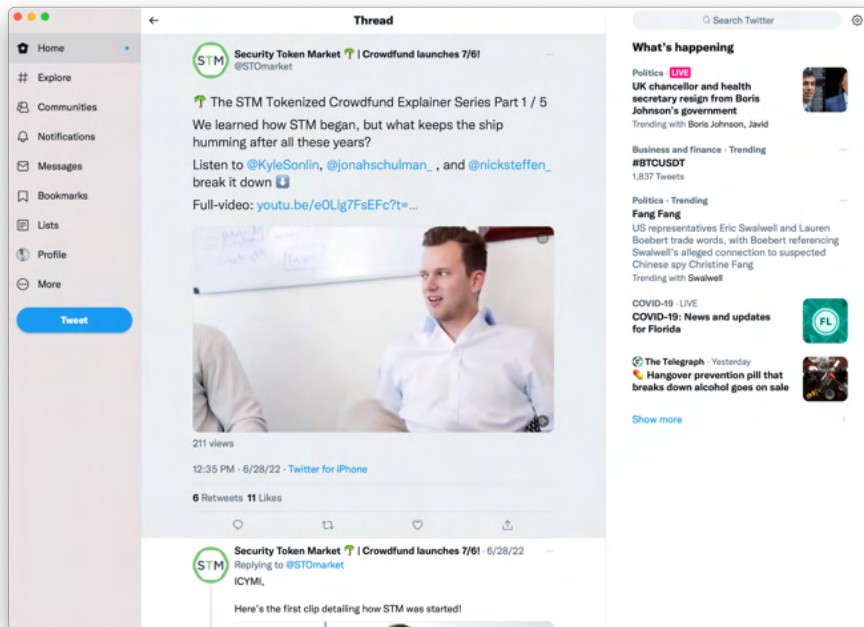 Thread
Search Twitter
Home
Explore
Communities
Notifications
Messages
Bookmarks
Lists
Profile
More
Tweet
STM
Security Token Market 🌴 | Crowdfund launches 7/6!
@STOmarket
🌴 The STM Tokenized Crowdfund Explainer Series Part 1 / 5
We learned how STM began, but what keeps the ship
humming after all these years?
Listen to @KyleSonlin, @jonahschulman_ , and @nicksteffen_
break it down ⬇️
Full-video: youtu.be/e0Llg7FsEFc?t=...
211 views
12:35 PM · 6/28/22 · Twitter for iPhone
6 Retweets 11 Likes
STM
Security Token Market 🌴 | Crowdfund launches 7/6! · 6/28/22
Replying to @STOmarket
ICYMI,
Here's the first clip detailing how STM was started!
What's happening
Politics · LIVE
UK chancellor and health
secretary resign from Boris
Johnson's government
Trending with Boris Johnson, Javid
Business and finance · Trending
#BTCUSDT
1,837 Tweets
Politics · Trending
Fang Fang
US representatives Eric Swalwell and Lauren
Boebert trade words, with Boebert referencing
Swalwell's alleged connection to suspected
Chinese spy Christine Fang
Trending with Swalwell
COVID-19 · LIVE
COVID-19: News and updates
for Florida
FL
The Telegraph · Yesterday
💊 Hangover prevention pill that
breaks down alcohol goes on sale
Show more